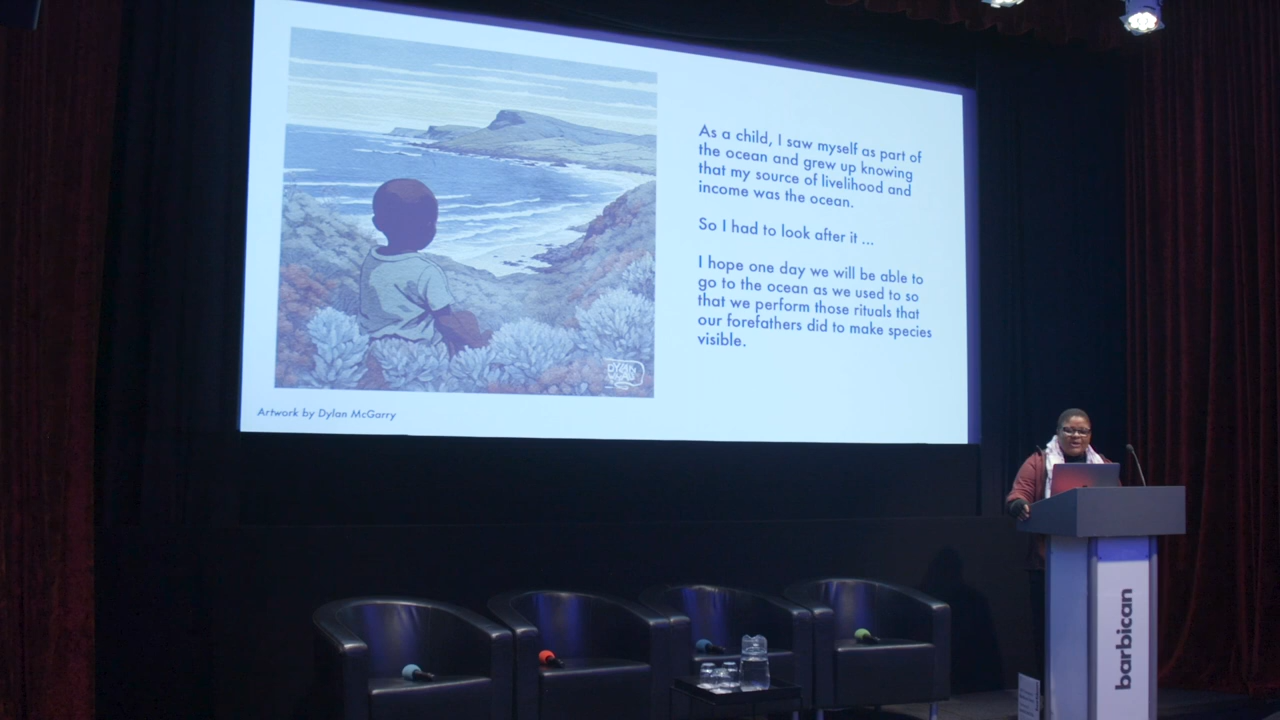 As a child, I saw myself as part of
the ocean and grew up knowing
that my source of livelihood and
income was the ocean.
So I had to look after it ...
I hope one day we will be able to
go to the ocean as we used to so
that we perform those rituals that
our forefathers did to make species
visible.
Artwork by Dylan McGarry
barbican